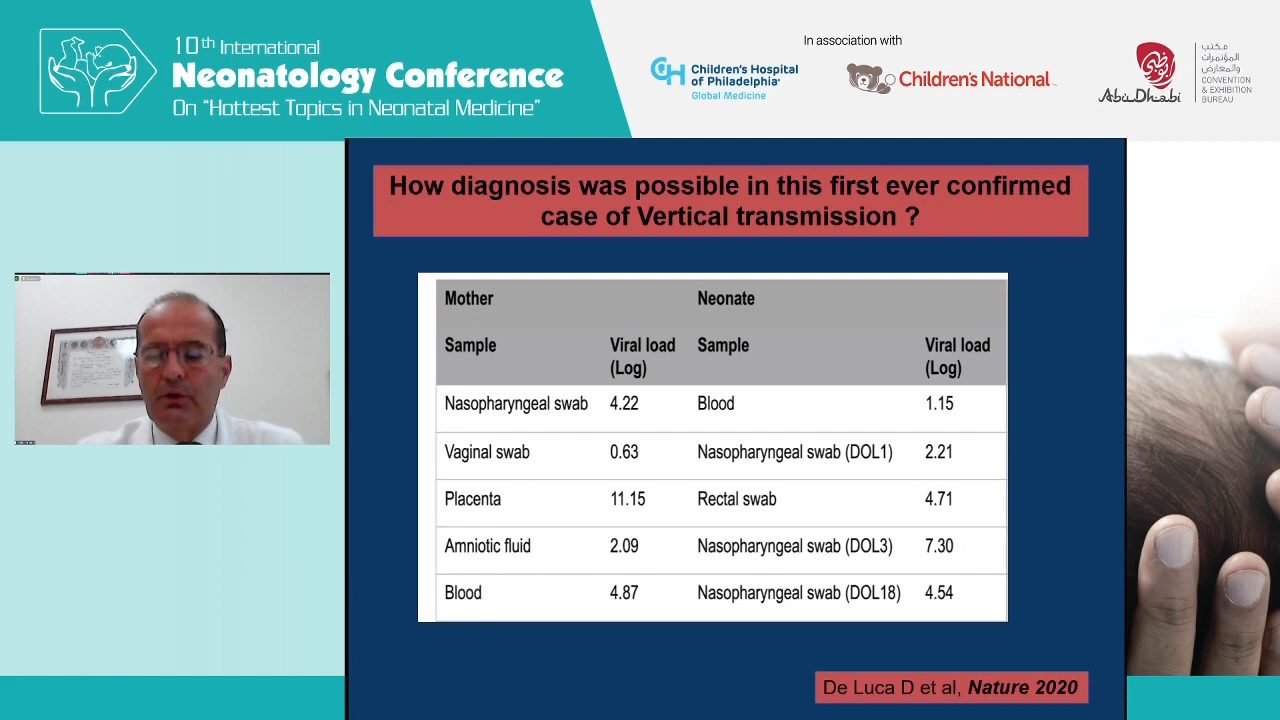 10th International
Neonatology Conference
On "Hottest Topics in Neonatal Medicine"
In association with
CH Children's Hospital
of Philadelphia
Global Medicine
Children's National
أبوظبي
Abu Dhabi
مكتب
المؤتمرات
والمعارض
CONVENTION
& EXHIBITION
BUREAU
How diagnosis was possible in this first ever confirmed
case of Vertical transmission ?
Mother Neonate
Sample Viral load Sample Viral load
(Log) (Log)
Nasopharyngeal swab 4.22 Blood 1.15
Vaginal swab 0.63 Nasopharyngeal swab (DOL1) 2.21
Placenta 11.15 Rectal swab 4.71
Amniotic fluid 2.09 Nasopharyngeal swab (DOL3) 7.30
Blood 4.87 Nasopharyngeal swab (DOL18) 4.54
De Luca D et al, Nature 2020